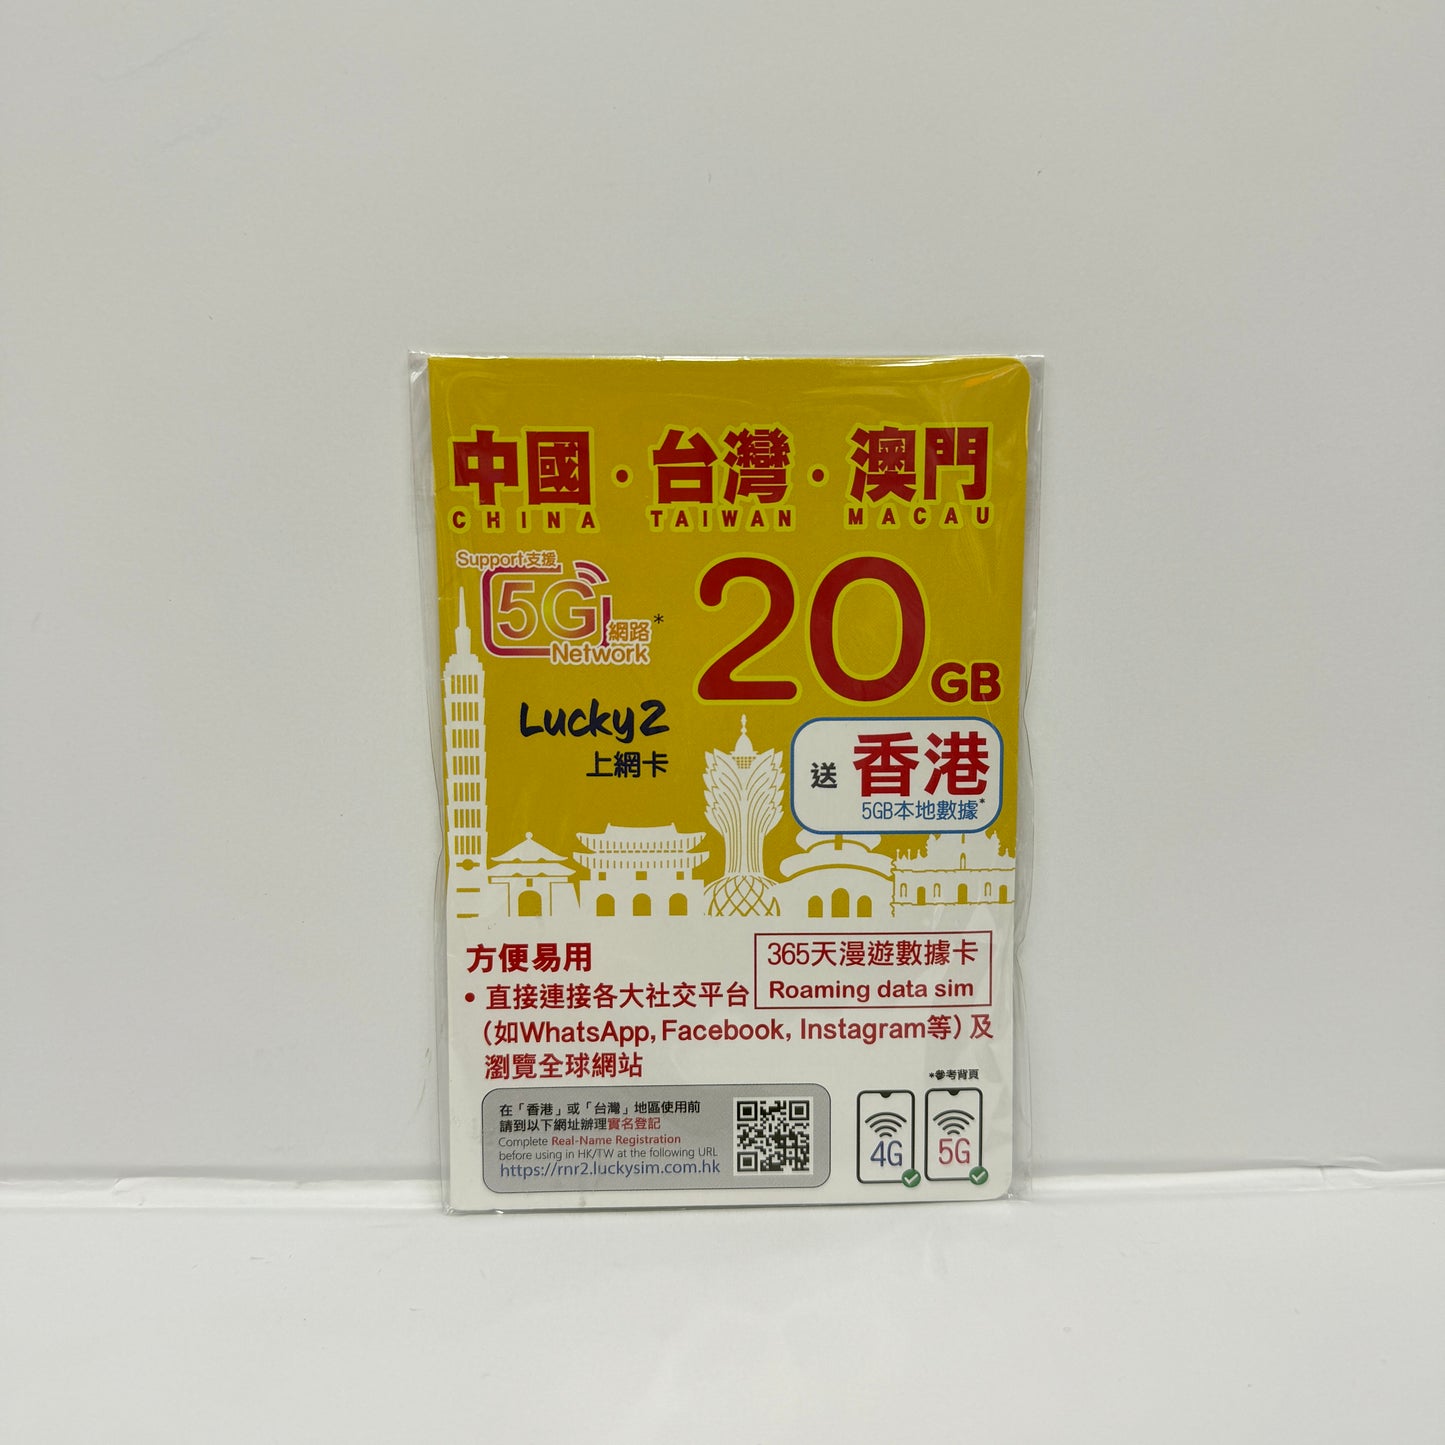 中國・台灣・澳門
CHINA TAIWAN MACAU
Support支援
5G網路*
Network
20GB
Lucky2
上網卡
送 香港
5GB本地數據*
方便易用
365天漫遊數據卡
Roaming data sim
• 直接連接各大社交平台
(如WhatsApp, Facebook, Instagram等) 及
瀏覽全球網站
*參考背頁
在「香港」或「台灣」地區使用前
請到以下網址辦理實名登記
Complete Real-Name Registration
before using in HK/TW at the following URL
https://rnr2.luckysim.com.hk
4G 5G